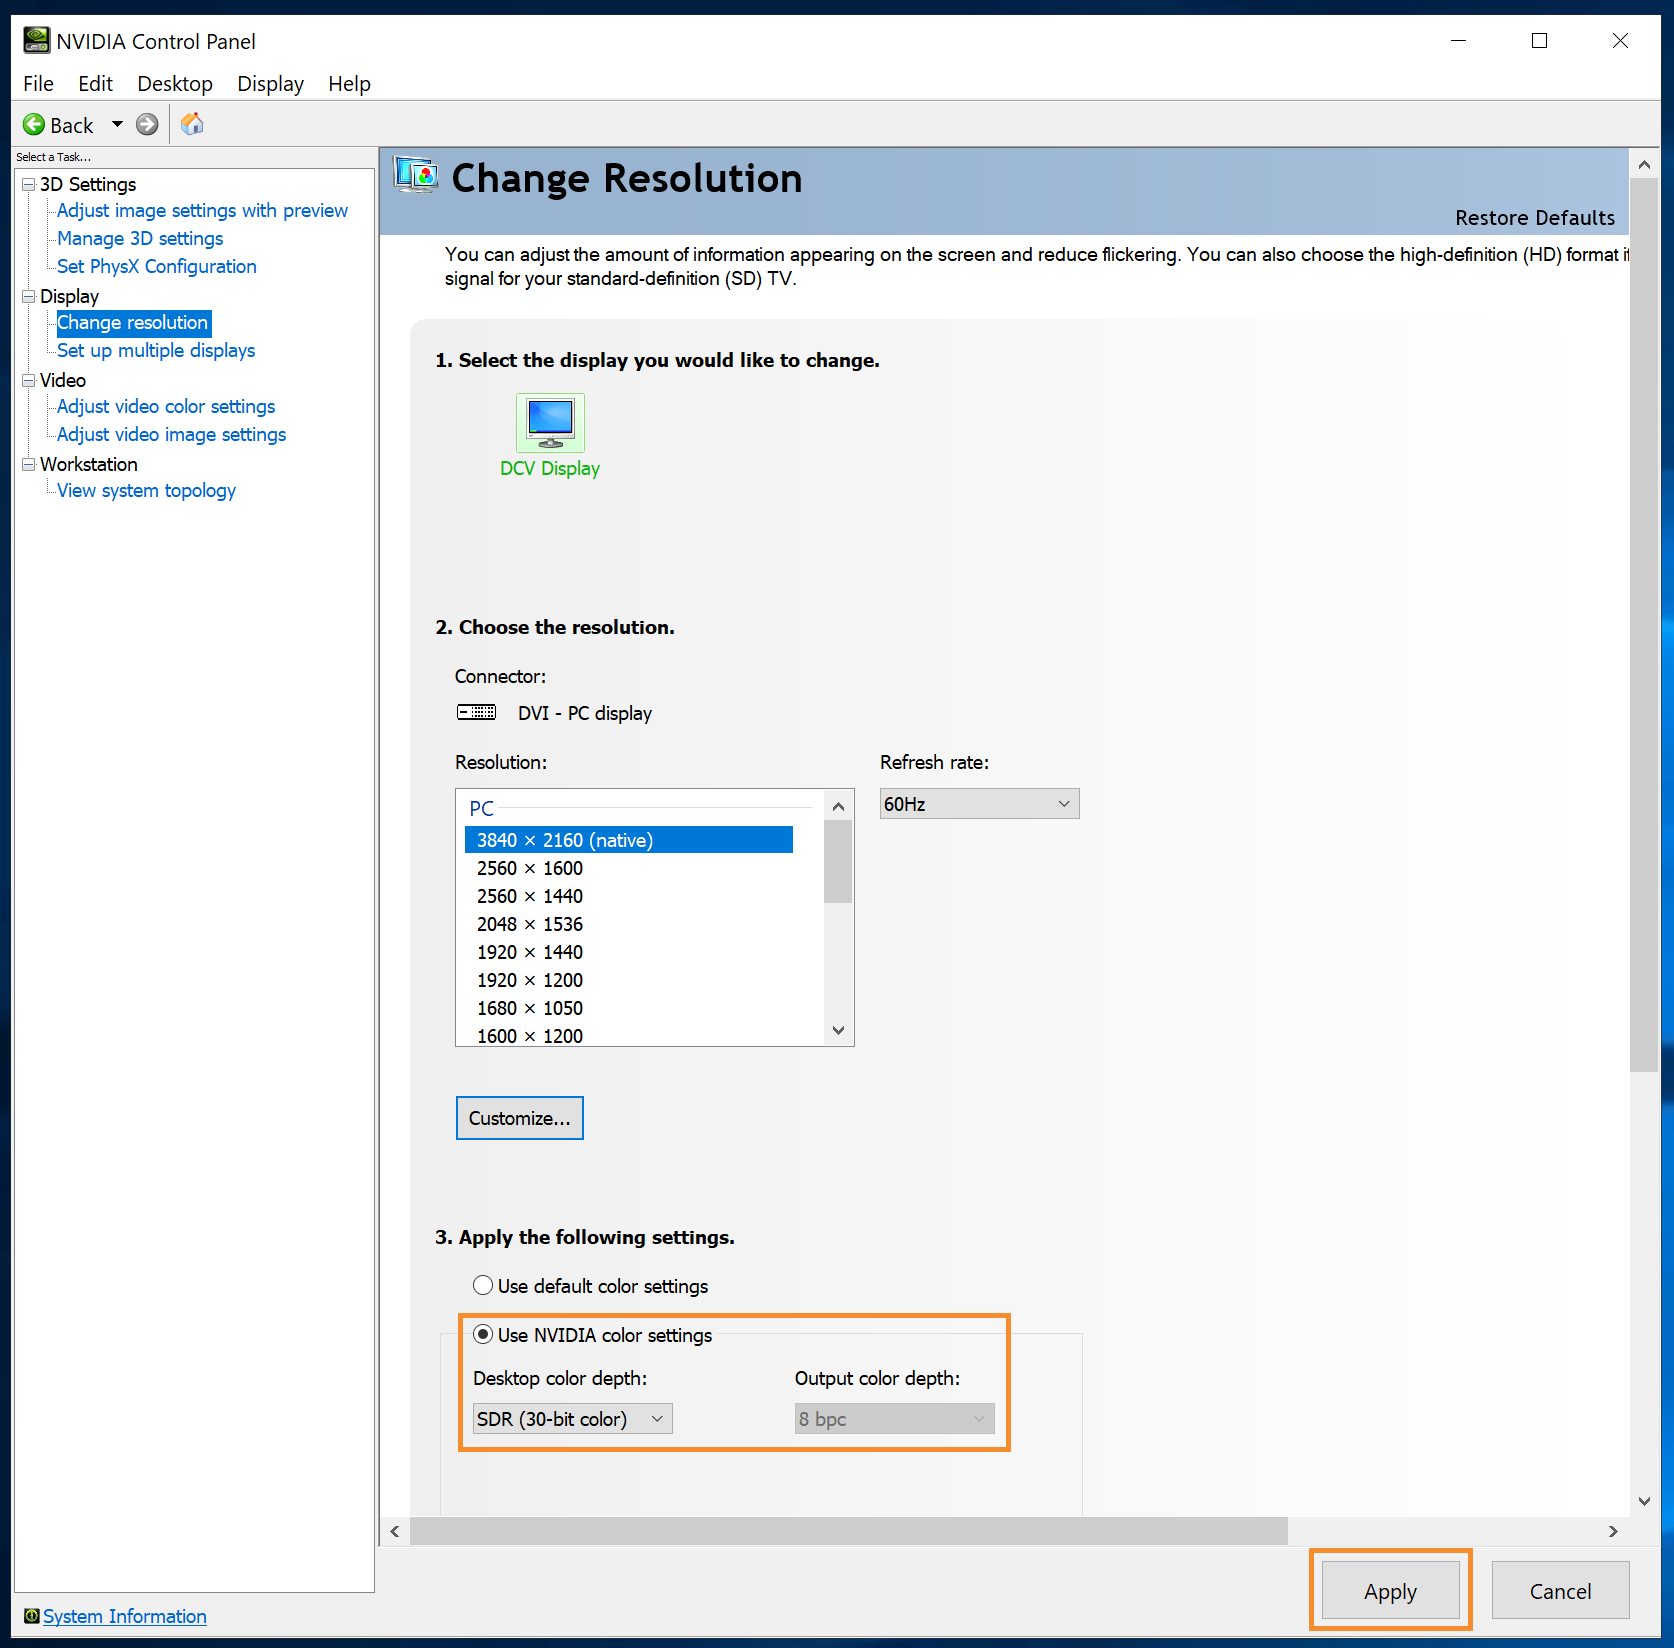 NVIDIA Control Panel
File Edit Desktop Display Help
Back
Select a Task...
3D Settings
Adjust image settings with preview
Manage 3D settings
Set PhysX Configuration
Display
Change resolution
Set up multiple displays
Video
Adjust video color settings
Adjust video image settings
Workstation
View system topology
System Information
Change Resolution
Restore Defaults
You can adjust the amount of information appearing on the screen and reduce flickering. You can also choose the high-definition (HD) format if
signal for your standard-definition (SD) TV.
1. Select the display you would like to change.
DCV Display
2. Choose the resolution.
Connector:
DVI - PC display
Resolution:
Refresh rate:
PC
60Hz
3840 × 2160 (native)
2560 × 1600
2560 × 1440
2048 × 1536
1920 × 1440
1920 × 1200
1680 × 1050
1600 × 1200
Customize...
3. Apply the following settings.
Use default color settings
Use NVIDIA color settings
Desktop color depth: Output color depth:
SDR (30-bit color) 8 bpc
Apply Cancel